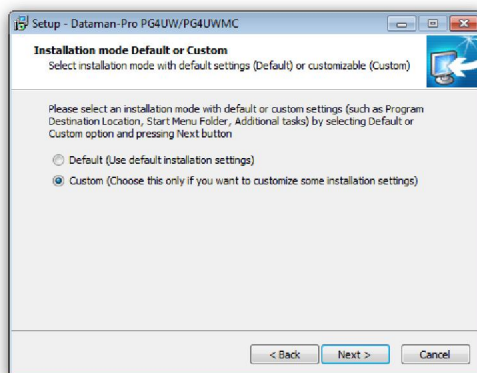 Setup - Dataman-Pro PG4UW/PG4UWMC
Installation mode Default or Custom
Select installation mode with default settings (Default) or customizable (Custom)
Please select an installation mode with default or custom settings (such as Program
Destination Location, Start Menu Folder, Additional tasks) by selecting Default or
Custom option and pressing Next button
Default (Use default installation settings)
Custom (Choose this only if you want to customize some installation settings)
< Back Next > Cancel